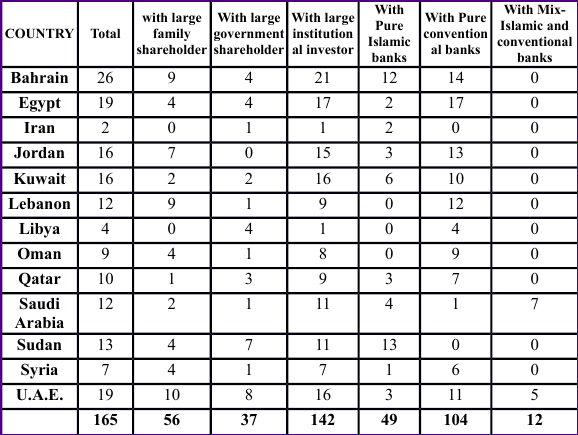 COUNTRY Total with large family shareholder With large government shareholder With large institution al investor With Pure Islamic banks With Pure convention al banks With Mix-Islamic and conventional banks
Bahrain 26 9 4 21 12 14 0
Egypt 19 4 4 17 2 17 0
Iran 2 0 1 1 2 0 0
Jordan 16 7 0 15 3 13 0
Kuwait 16 2 2 16 6 10 0
Lebanon 12 9 1 9 0 12 0
Libya 4 0 4 1 0 4 0
Oman 9 4 1 8 0 9 0
Qatar 10 1 3 9 3 7 0
Saudi Arabia 12 2 1 11 4 1 7
Sudan 13 4 7 11 13 0 0
Syria 7 4 1 7 1 6 0
U.A.E. 19 10 8 16 3 11 5
165 56 37 142 49 104 12